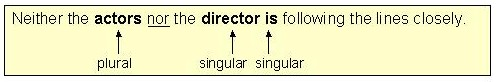 Neither the actors nor the director is following the lines closely.
plural singular singular